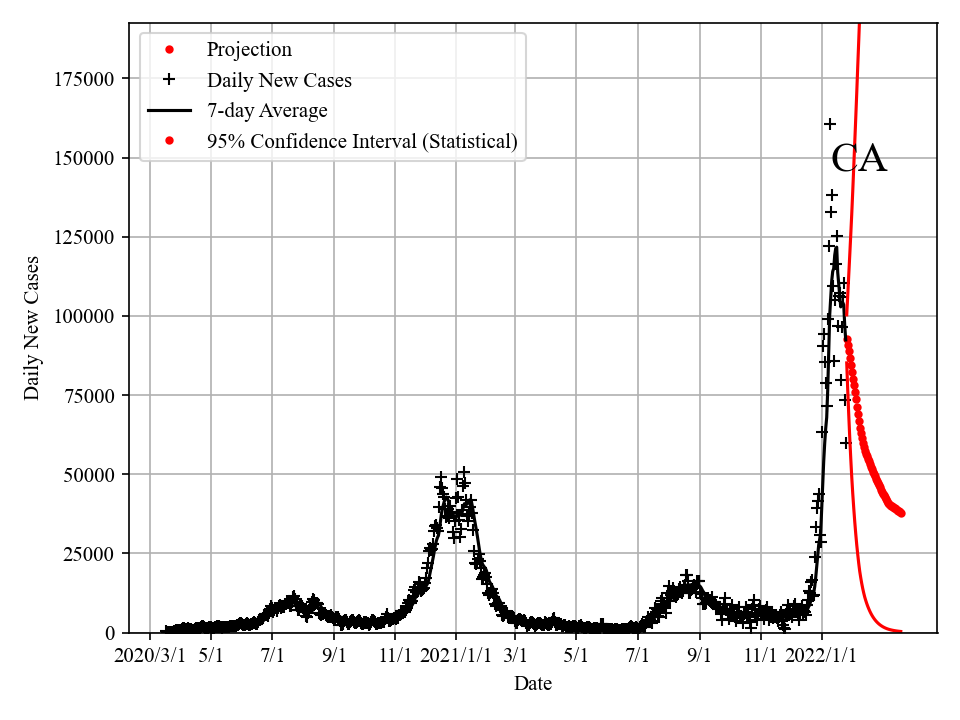 Projection
Daily New Cases
7-day Average
95% Confidence Interval (Statistical)
CA
175000
150000
125000
100000
75000
50000
25000
0
Daily New Cases
2020/3/1 5/1 7/1 9/1 11/1 2021/1/1 3/1 5/1 7/1 9/1 11/1 2022/1/1
Date